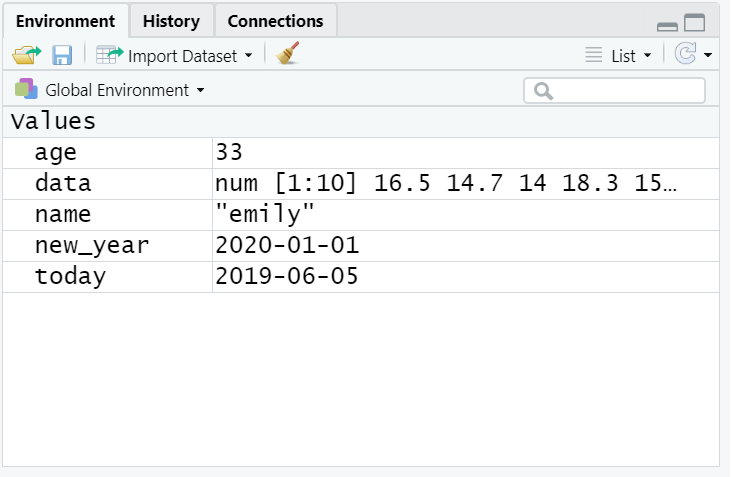 Environment History Connections
Import Dataset List
Global Environment
Values
age 33
data num [1:10] 16.5 14.7 14 18.3 15…
name "emily"
new_year 2020-01-01
today 2019-06-05